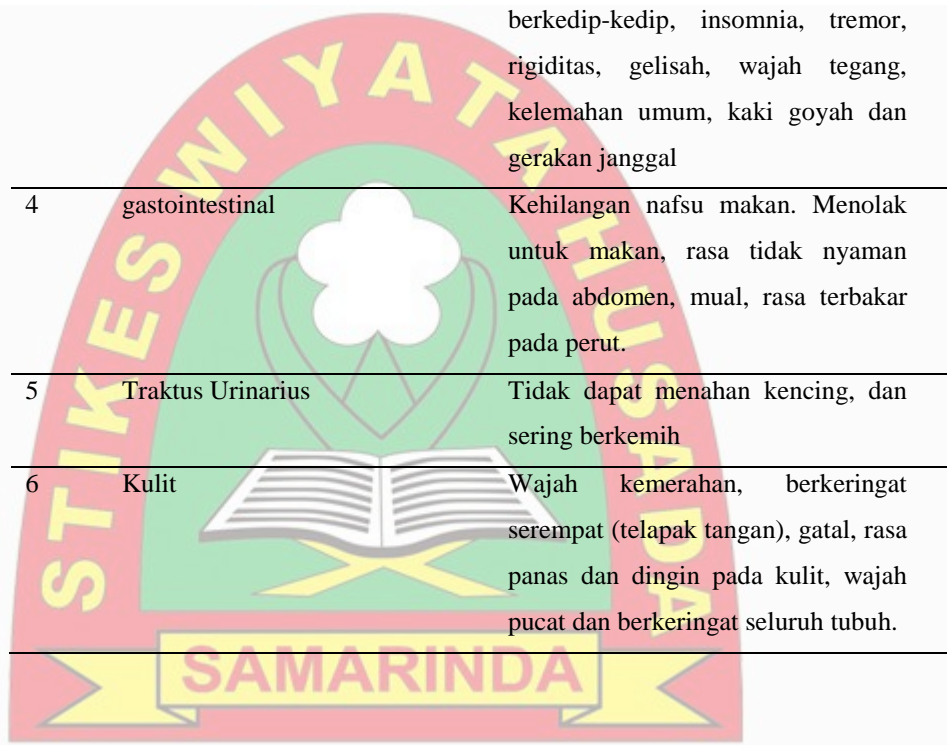 berkedip-kedip, insomnia, tremor,
rigiditas, gelisah, wajah tegang,
kelemahan umum, kaki goyah dan
gerakan janggal
4 gastointestinal Kehilangan nafsu makan. Menolak
untuk makan, rasa tidak nyaman
pada abdomen, mual, rasa terbakar
pada perut.
5 Traktus Urinarius Tidak dapat menahan kencing, dan
sering berkemih
6 Kulit Wajah kemerahan, berkeringat
serempat (telapak tangan), gatal, rasa
panas dan dingin pada kulit, wajah
pucat dan berkeringat seluruh tubuh.
STIKES WIYATA HUSADA
SAMARINDA